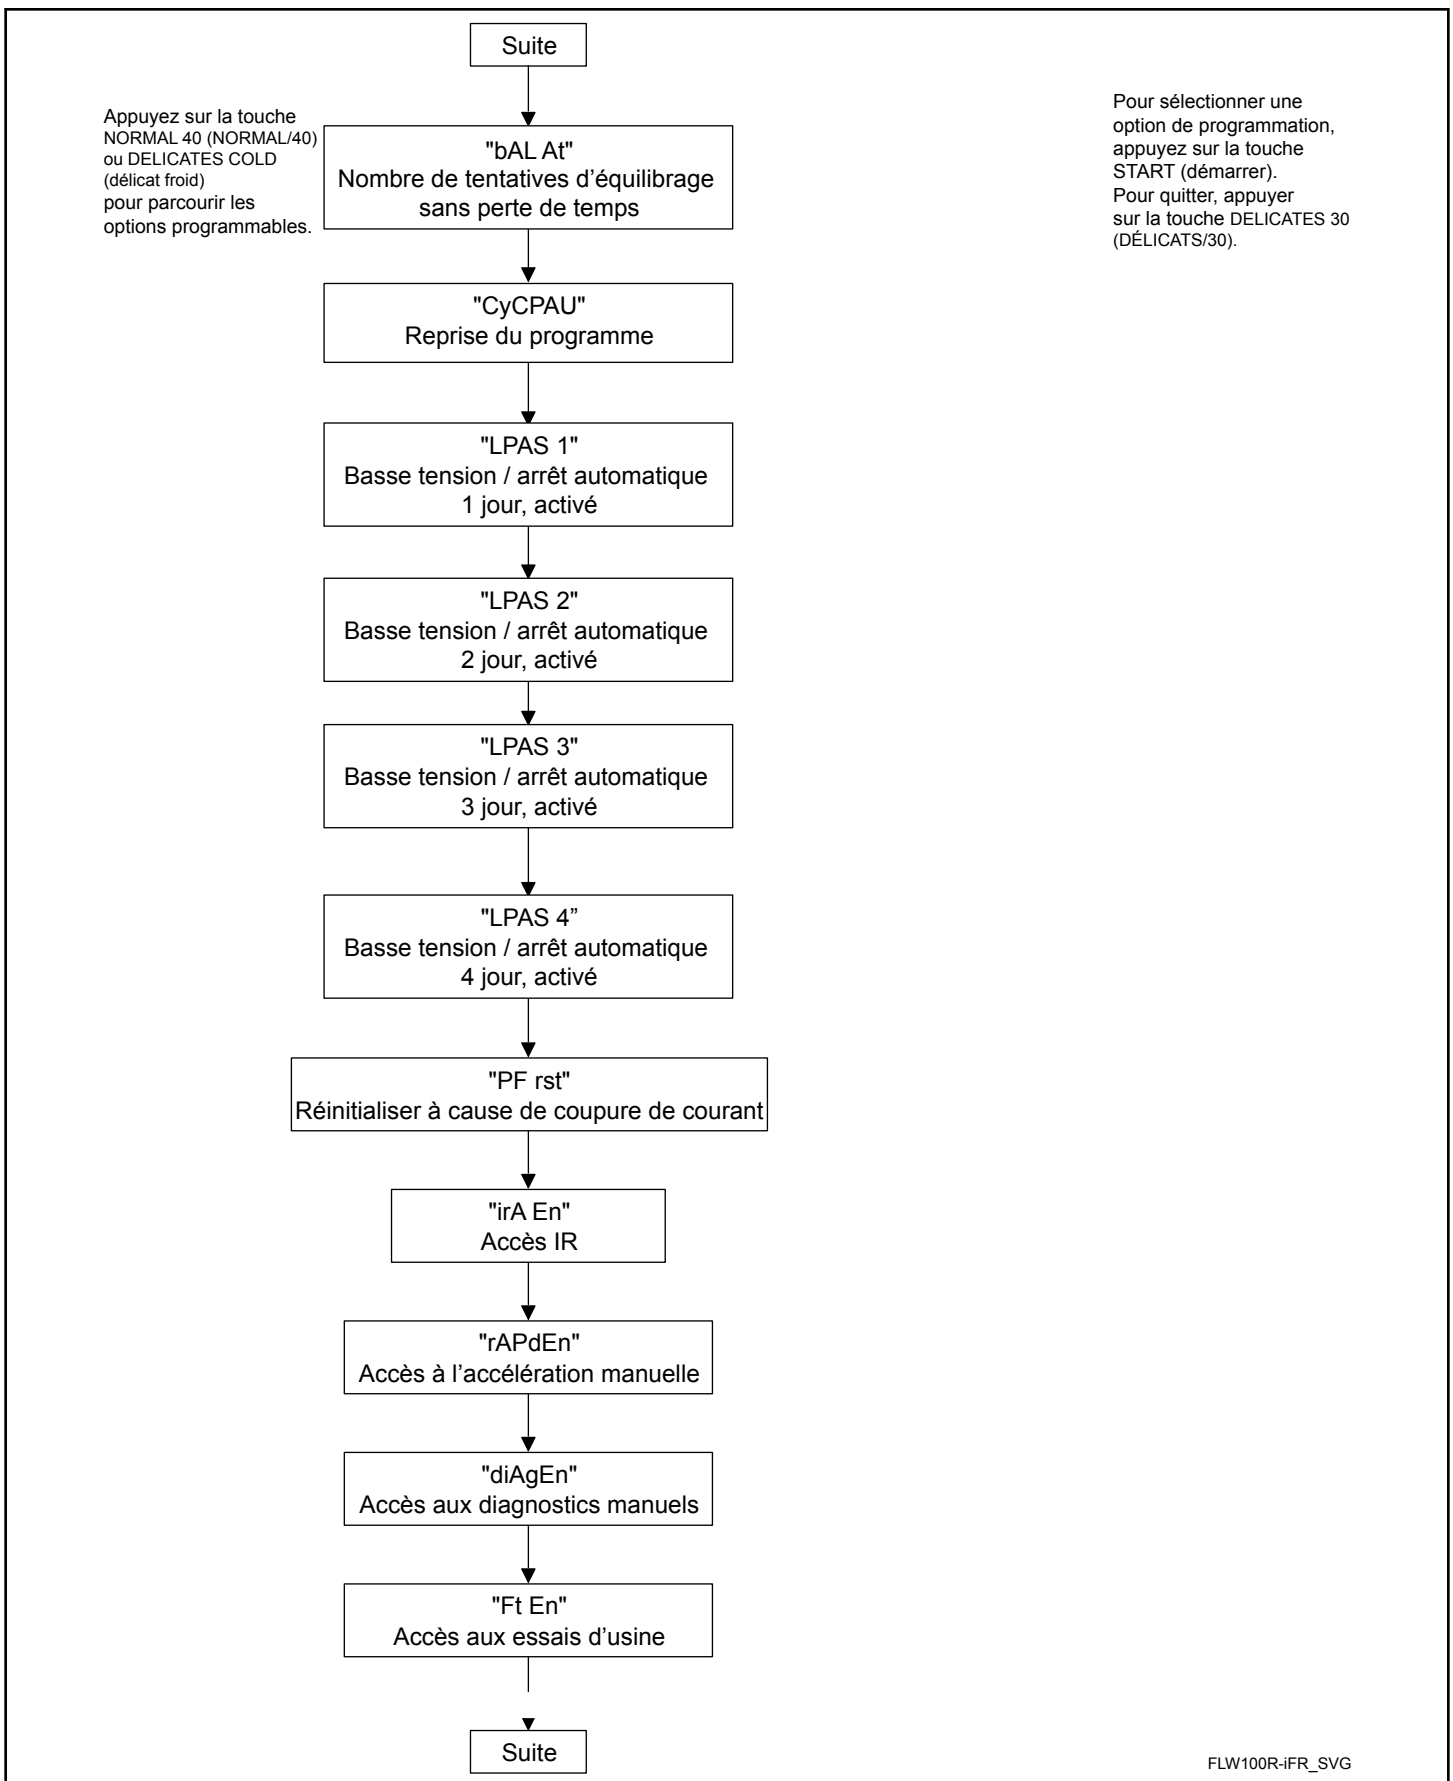 Suite
Appuyez sur la touche
NORMAL 40 (NORMAL/40)
ou DELICATES COLD
(délicat froid)
pour parcourir les
options programmables.
Pour sélectionner une
option de programmation,
appuyez sur la touche
START (démarrer).
Pour quitter, appuyer
sur la touche DELICATES 30
(DÉLICATS/30).
"bAL At"
Nombre de tentatives d’équilibrage
sans perte de temps
"CyCPAU"
Reprise du programme
"LPAS 1"
Basse tension / arrêt automatique
1 jour, activé
"LPAS 2"
Basse tension / arrêt automatique
2 jour, activé
"LPAS 3"
Basse tension / arrêt automatique
3 jour, activé
"LPAS 4”
Basse tension / arrêt automatique
4 jour, activé
"PF rst"
Réinitialiser à cause de coupure de courant
"irA En"
Accès IR
"rAPdEn"
Accès à l’accélération manuelle
"diAgEn"
Accès aux diagnostics manuels
"Ft En"
Accès aux essais d’usine
Suite
FLW100R-iFR_SVG